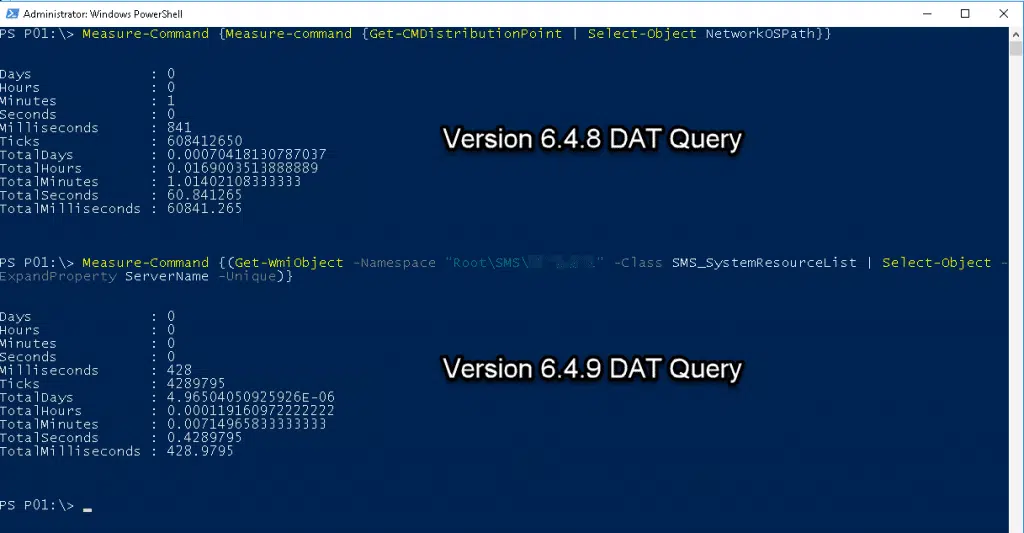 Administrator: Windows PowerShell
PS P01:\> Measure-Command {Measure-command {Get-CMDistributionPoint | Select-Object NetworkOSPath}}
Days : 0
Hours : 0
Minutes : 1
Seconds : 0
Milliseconds : 841
Ticks : 608412650
TotalDays : 0.00070418130787037
TotalHours : 0.0169003513888889
TotalMinutes : 1.01402108333333
TotalSeconds : 60.841265
TotalMilliseconds : 60841.265
Version 6.4.8 DAT Query
PS P01:\> Measure-Command {(Get-WmiObject -Namespace "Root\SMS\ " -Class SMS_SystemResourceList | Select-Object -
ExpandProperty ServerName -Unique)}
Days : 0
Hours : 0
Minutes : 0
Seconds : 0
Milliseconds : 428
Ticks : 4289795
TotalDays : 4.96504050925926E-06
TotalHours : 0.000119160972222222
TotalMinutes : 0.00714965833333333
TotalSeconds : 0.4289795
TotalMilliseconds : 428.9795
Version 6.4.9 DAT Query
PS P01:\> _